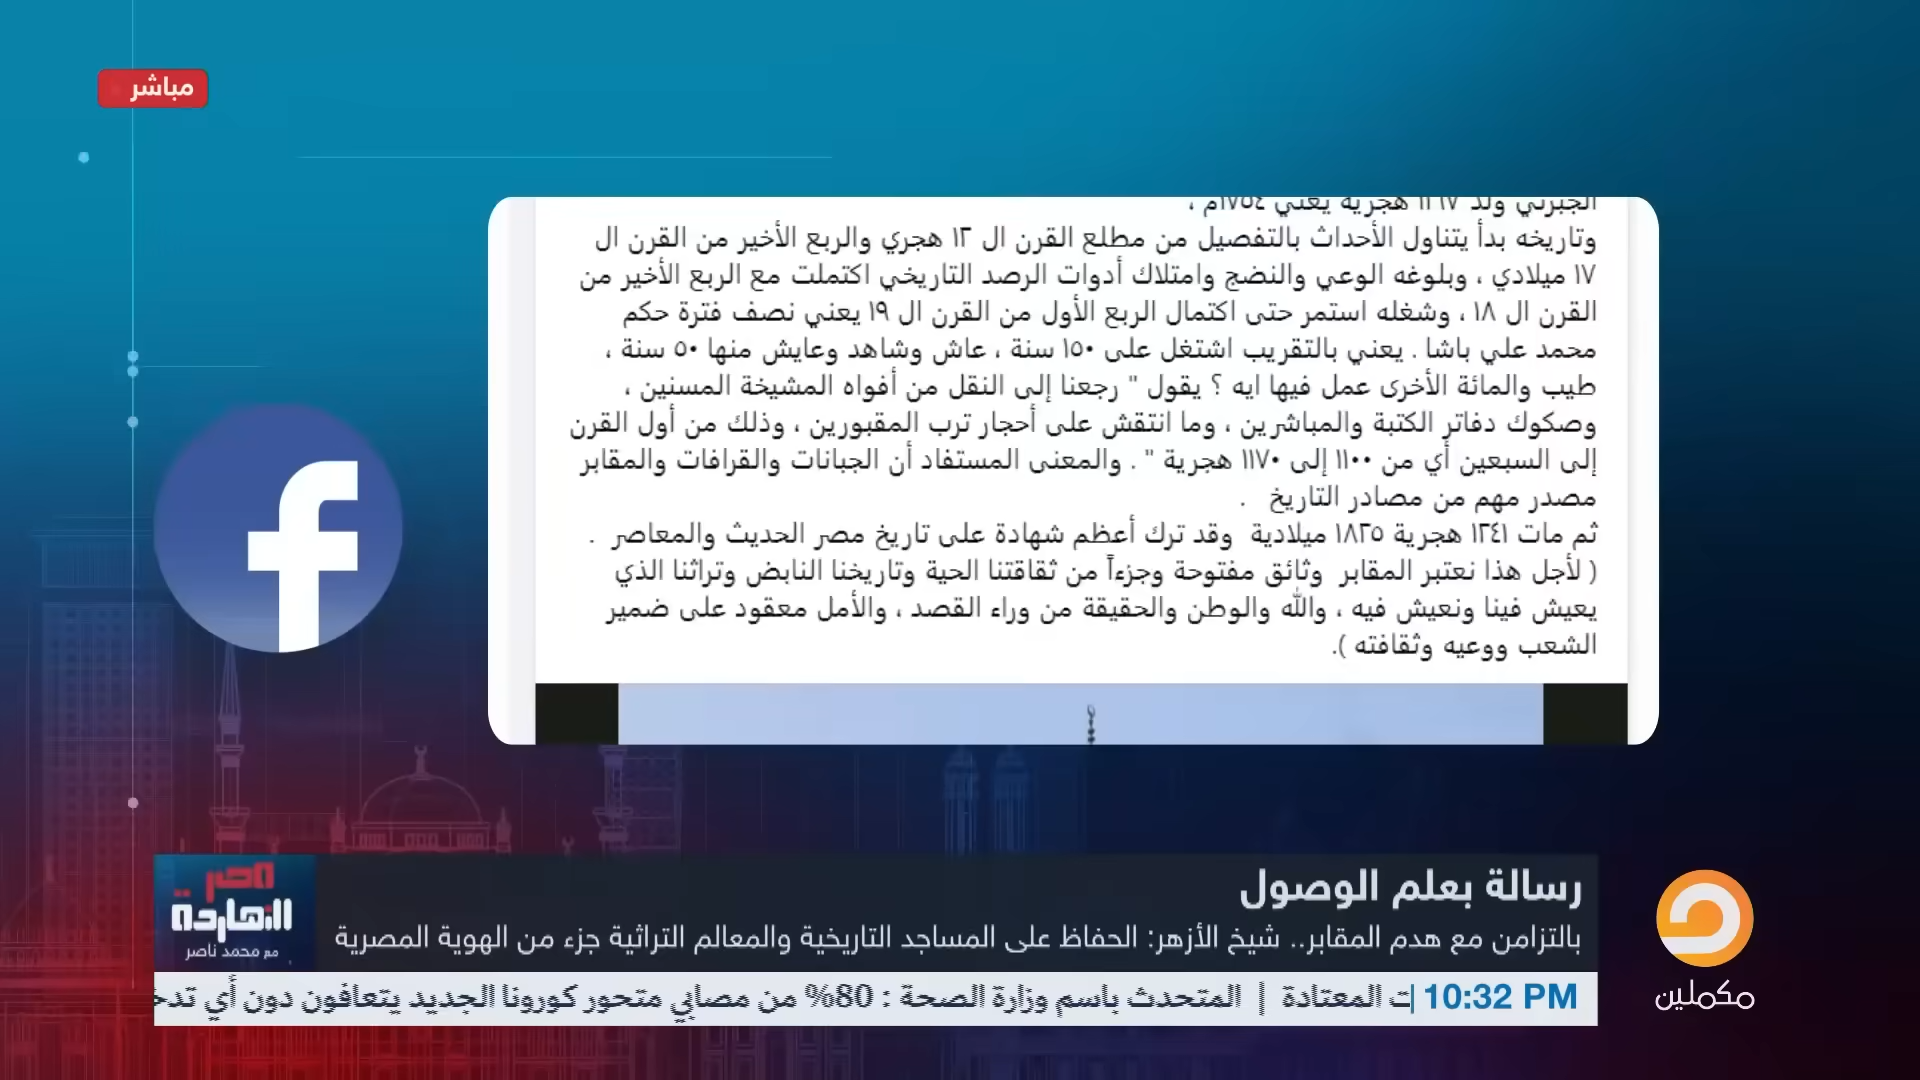 مباشر
الجبرتي ولد ١١٦٧ هجرية يعني ١٧٥٤م ،
وتاريخه بدأ يتناول الأحداث بالتفصيل من مطلع القرن ال ١٢ هجري والربع الأخير من القرن ال
١٧ ميلادي ، وبلوغه الوعي والنضج وامتلاك أدوات الرصد التاريخي اكتملت مع الربع الأخير من
القرن ال ١٨ ، وشغله استمر حتى اكتمال الربع الأول من القرن ال ١٩ يعني نصف فترة حكم
محمد علي باشا . يعني بالتقريب اشتغل على ١٥٠ سنة ، عاش وشاهد وعايش منها ٥٠ سنة ،
طيب والمائة الأخرى عمل فيها ايه ؟ يقول " رجعنا إلى النقل من أفواه المشيخة المسنين ،
وصكوك دفاتر الكتبة والمباشرين ، وما انتقش على أحجار ترب المقبورين ، وذلك من أول القرن
إلى السبعين أي من ١١٠٠ إلى ١١٧٠ هجرية " . والمعنى المستفاد أن الجبانات والقرافات والمقابر
مصدر مهم من مصادر التاريخ .
ثم مات ١٢٤١ هجرية ١٨٢٥ ميلادية وقد ترك أعظم شهادة على تاريخ مصر الحديث والمعاصر .
( لأجل هذا نعتبر المقابر وثائق مفتوحة وجزءاً من ثقاقتنا الحية وتاريخنا النابض وتراثنا الذي
يعيش فينا ونعيش فيه ، والله والوطن والحقيقة من وراء القصد ، والأمل معقود على ضمير
الشعب ووعيه وثقافته ).
رسالة بعلم الوصول
بالتزامن مع هدم المقابر.. شيخ الأزهر: الحفاظ على المساجد التاريخية والمعالم التراثية جزء من الهوية المصرية
مصر
النهاردة
مع محمد ناصر
10:32 PM
ت المعتادة | المتحدث باسم وزارة الصحة : 80% من مصابي متحور كورونا الجديد يتعافون دون أي تدخ
مكملين